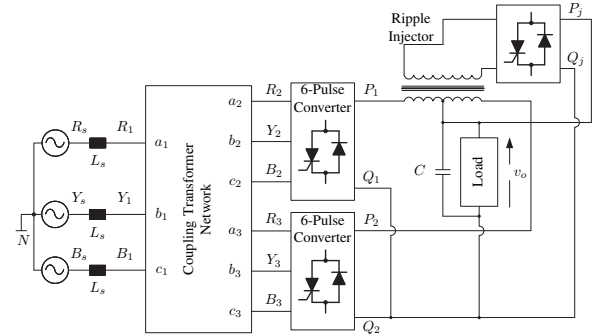 Ripple
Injector
P_j
Q_j
R_2
6-Pulse
Converter
P_1
a_2
R_s
R_1
a_1
L_s
Y_2
b_2
B_2
c_2
Q_1
C
Load
v_o
Coupling Transformer
Network
Y_s
Y_1
b_1
N
L_s
R_3
6-Pulse
Converter
P_2
a_3
B_s
B_1
c_1
L_s
Y_3
b_3
B_3
c_3
Q_2